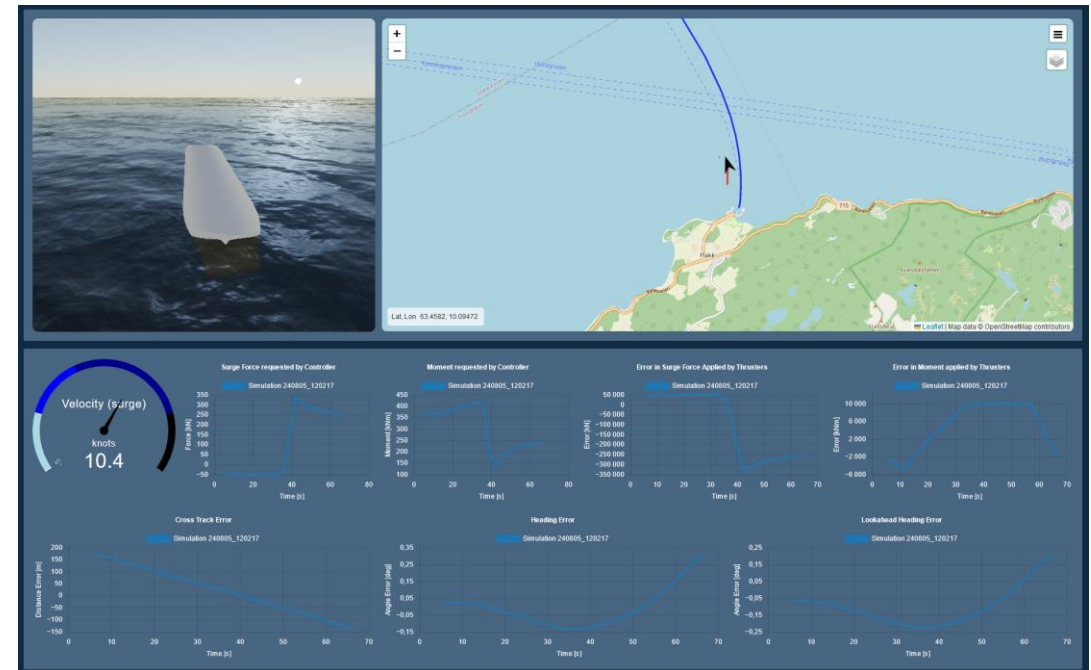 +
−
Hurtigruten
715
Flakk
Lat, Lon 63.4582, 10.09472
Leaflet | Map data © OpenStreetMap contributors
Velocity (surge)
knots
10.4
Surge Force requested by Controller
Simulation 240805_120217
350
300
250
200
150
100
50
0
−50
Force [kN]
0 20 40 60 80
Time [s]
Moment requested by Controller
Simulation 240805_120217
450
400
350
300
250
200
150
100
Moment [kNm]
0 20 40 60 80
Time [s]
Error in Surge Force Applied by Thrusters
Simulation 240805_120217
50 000
0
−50 000
−100 000
−150 000
−200 000
−250 000
−300 000
−350 000
Error [kN]
0 10 20 30 40 50 60 70
Time [s]
Error in Moment applied by Thrusters
Simulation 240805_120217
10 000
6 000
2 000
−2 000
−6 000
Error [kNm]
0 10 20 30 40 50 60 70
Time [s]
Cross Track Error
Simulation 240805_120217
200
150
100
50
0
−50
−100
−150
Distance Error [m]
0 10 20 30 40 50 60 70
Time [s]
Heading Error
Simulation 240805_120217
0,35
0,25
0,15
0,05
−0,05
−0,15
Angle Error [deg]
0 10 20 30 40 50 60 70
Time [s]
Lookahead Heading Error
Simulation 240805_120217
0,25
0,15
0,05
−0,05
−0,15
−0,25
Angle Error [deg]
0 10 20 30 40 50 60 70
Time [s]